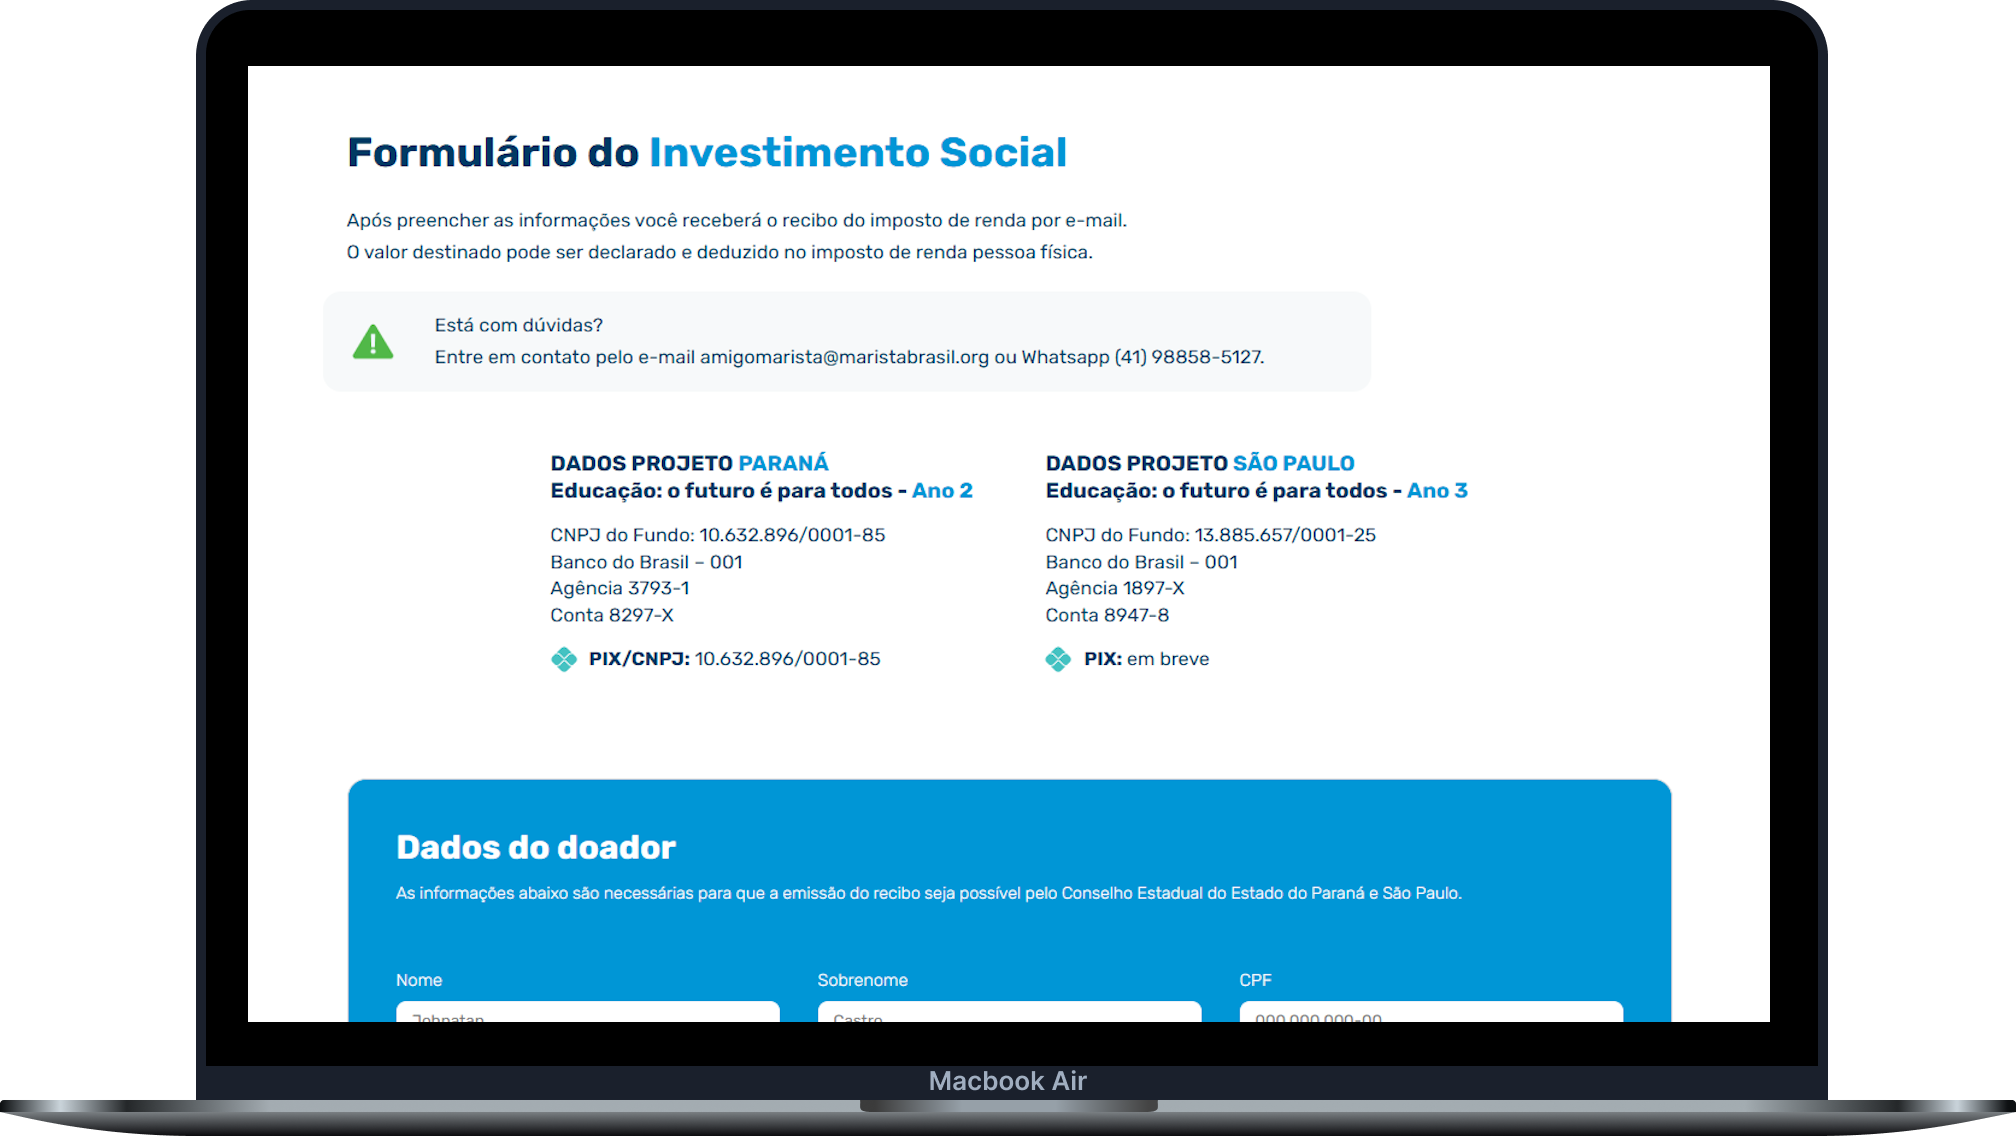 Formulário do Investimento Social
Após preencher as informações você receberá o recibo do imposto de renda por e-mail.
O valor destinado pode ser declarado e deduzido no imposto de renda pessoa física.
Está com dúvidas?
Entre em contato pelo e-mail amigomarista@maristabrasil.org ou Whatsapp (41) 98858-5127.
DADOS PROJETO PARANÁ
Educação: o futuro é para todos - Ano 2
CNPJ do Fundo: 10.632.896/0001-85
Banco do Brasil – 001
Agência 3793-1
Conta 8297-X
PIX/CNPJ: 10.632.896/0001-85
DADOS PROJETO SÃO PAULO
Educação: o futuro é para todos - Ano 3
CNPJ do Fundo: 13.885.657/0001-25
Banco do Brasil – 001
Agência 1897-X
Conta 8947-8
PIX: em breve
Dados do doador
As informações abaixo são necessárias para que a emissão do recibo seja possível pelo Conselho Estadual do Estado do Paraná e São Paulo.
Nome
Johnatan
Sobrenome
Castro
CPF
000.000.000-00
Macbook Air